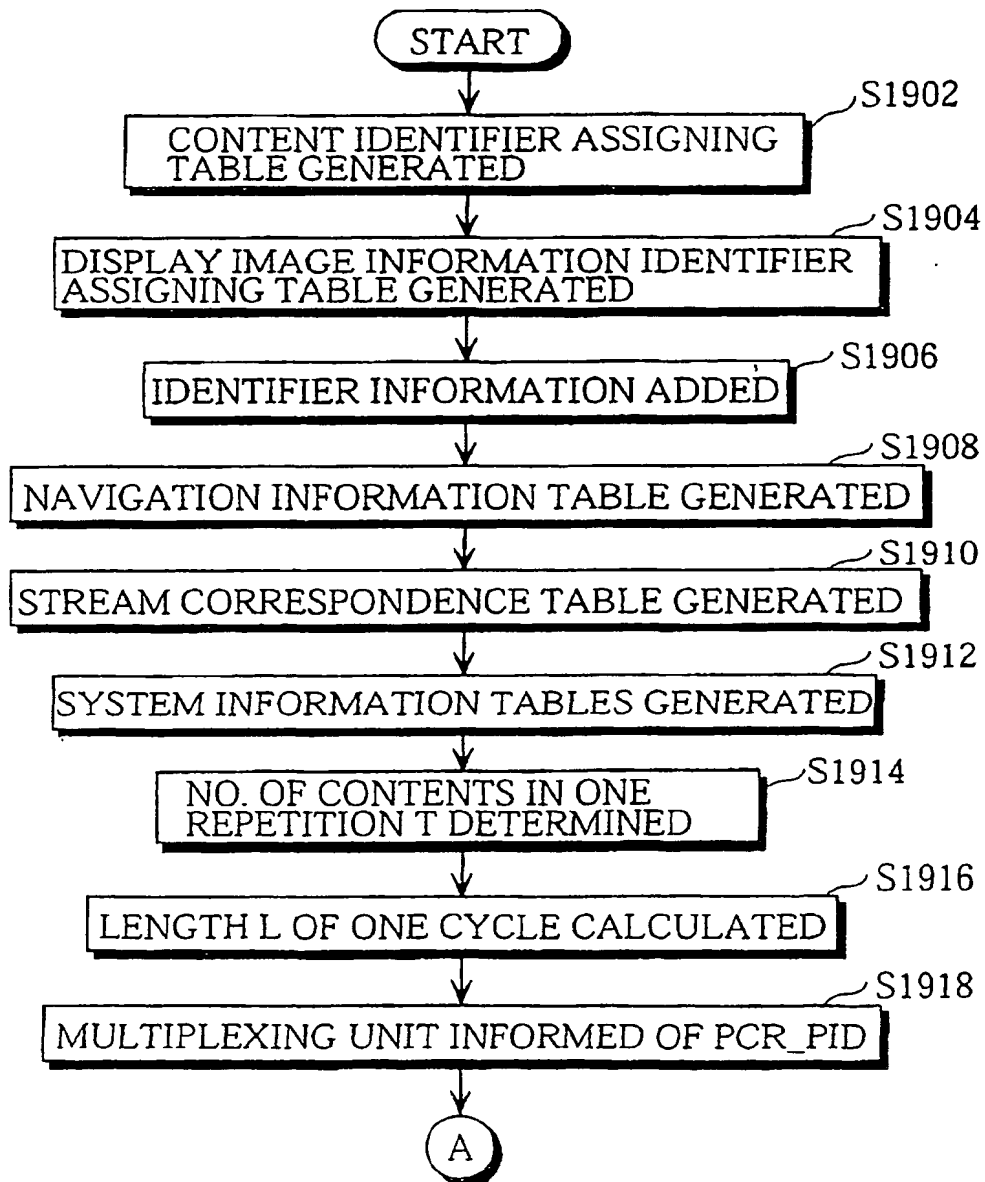 START
S1902
CONTENT IDENTIFIER ASSIGNING
TABLE GENERATED
S1904
DISPLAY IMAGE INFORMATION IDENTIFIER
ASSIGNING TABLE GENERATED
S1906
IDENTIFIER INFORMATION ADDED
S1908
NAVIGATION INFORMATION TABLE GENERATED
S1910
STREAM CORRESPONDENCE TABLE GENERATED
S1912
SYSTEM INFORMATION TABLES GENERATED
S1914
NO. OF CONTENTS IN ONE
REPETITION T DETERMINED
S1916
LENGTH L OF ONE CYCLE CALCULATED
S1918
MULTIPLEXING UNIT INFORMED OF PCR_PID
A